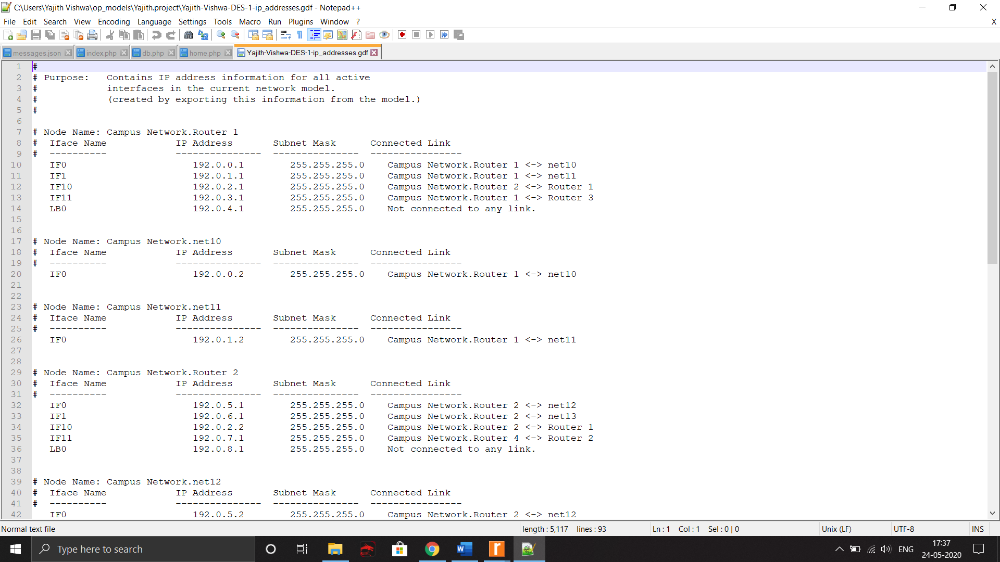 C:\Users\Yajith Vishwa\op_models\Yajith.project\Yajith-Vishwa-DES-1-ip_addresses.gdf - Notepad++
File Edit Search View Encoding Language Settings Tools Macro Run Plugins Window ? X
messages.json index.php db.php home.php Yajith-Vishwa-DES-1-ip_addresses.gdf
1 #
2 # Purpose: Contains IP address information for all active
3 # interfaces in the current network model.
4 # (created by exporting this information from the model.)
5 #
6
7 # Node Name: Campus Network.Router 1
8 # Iface Name IP Address Subnet Mask Connected Link
9 # ---------- --------------- --------------- ----------------
10 IF0 192.0.0.1 255.255.255.0 Campus Network.Router 1 <-> net10
11 IF1 192.0.1.1 255.255.255.0 Campus Network.Router 1 <-> net11
12 IF10 192.0.2.1 255.255.255.0 Campus Network.Router 2 <-> Router 1
13 IF11 192.0.3.1 255.255.255.0 Campus Network.Router 1 <-> Router 3
14 LB0 192.0.4.1 255.255.255.0 Not connected to any link.
15
16
17 # Node Name: Campus Network.net10
18 # Iface Name IP Address Subnet Mask Connected Link
19 # ---------- --------------- --------------- ----------------
20 IF0 192.0.0.2 255.255.255.0 Campus Network.Router 1 <-> net10
21
22
23 # Node Name: Campus Network.net11
24 # Iface Name IP Address Subnet Mask Connected Link
25 # ---------- --------------- --------------- ----------------
26 IF0 192.0.1.2 255.255.255.0 Campus Network.Router 1 <-> net11
27
28
29 # Node Name: Campus Network.Router 2
30 # Iface Name IP Address Subnet Mask Connected Link
31 # ---------- --------------- --------------- ----------------
32 IF0 192.0.5.1 255.255.255.0 Campus Network.Router 2 <-> net12
33 IF1 192.0.6.1 255.255.255.0 Campus Network.Router 2 <-> net13
34 IF10 192.0.2.2 255.255.255.0 Campus Network.Router 2 <-> Router 1
35 IF11 192.0.7.1 255.255.255.0 Campus Network.Router 4 <-> Router 2
36 LB0 192.0.8.1 255.255.255.0 Not connected to any link.
37
38
39 # Node Name: Campus Network.net12
40 # Iface Name IP Address Subnet Mask Connected Link
41 # ---------- --------------- --------------- ----------------
42 IF0 192.0.5.2 255.255.255.0 Campus Network.Router 2 <-> net12
Normal text file length : 5,117 lines : 93 Ln : 1 Col : 1 Sel : 0 | 0 Unix (LF) UTF-8 INS
Type here to search ENG 17:37
24-05-2020